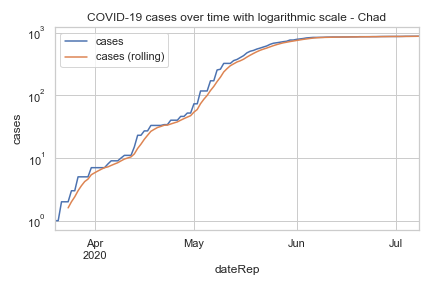 COVID-19 cases over time with logarithmic scale - Chad
cases
cases (rolling)
10³
10²
10¹
10⁰
cases
Apr
2020
May
Jun
Jul
dateRep